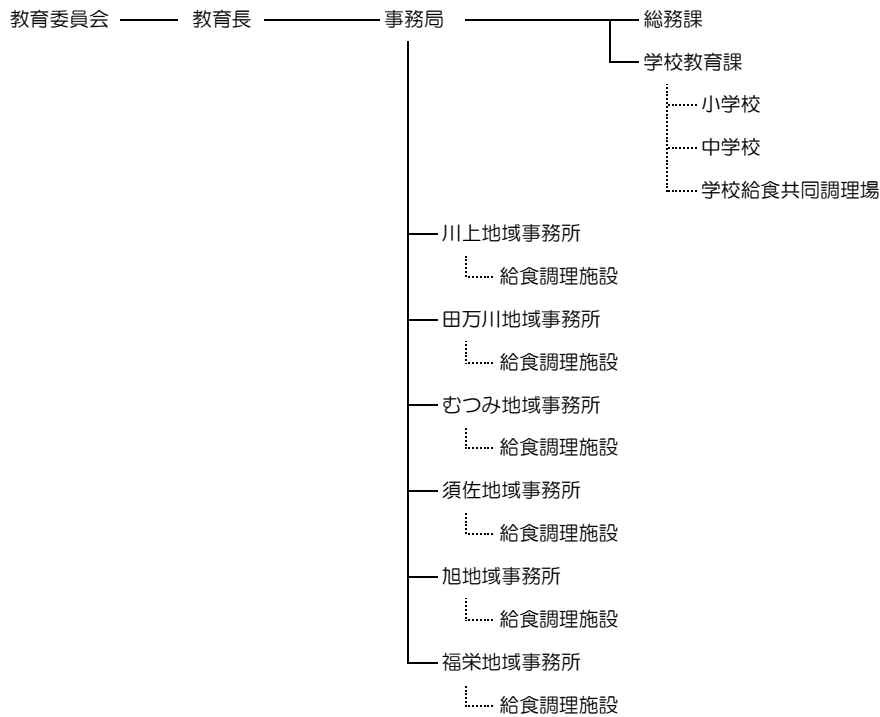 教育委員会 教育長 事務局 総務課
学校教育課
小学校
中学校
学校給食共同調理場
川上地域事務所
給食調理施設
田万川地域事務所
給食調理施設
むつみ地域事務所
給食調理施設
須佐地域事務所
給食調理施設
旭地域事務所
給食調理施設
福栄地域事務所
給食調理施設